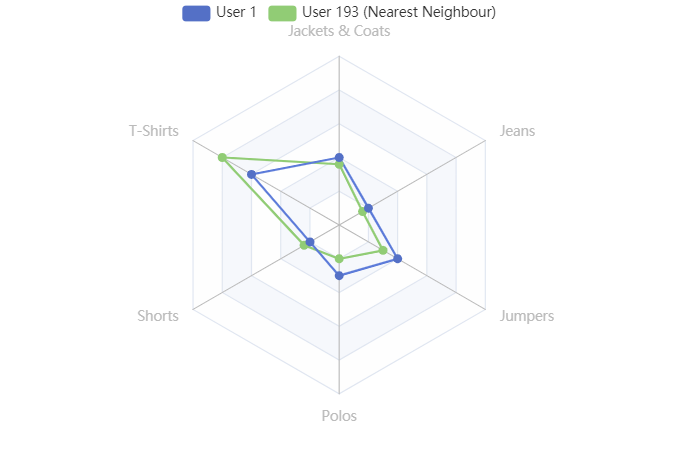 User 1 User 193 (Nearest Neighbour)
Jackets & Coats
T-Shirts
Jeans
Shorts
Jumpers
Polos